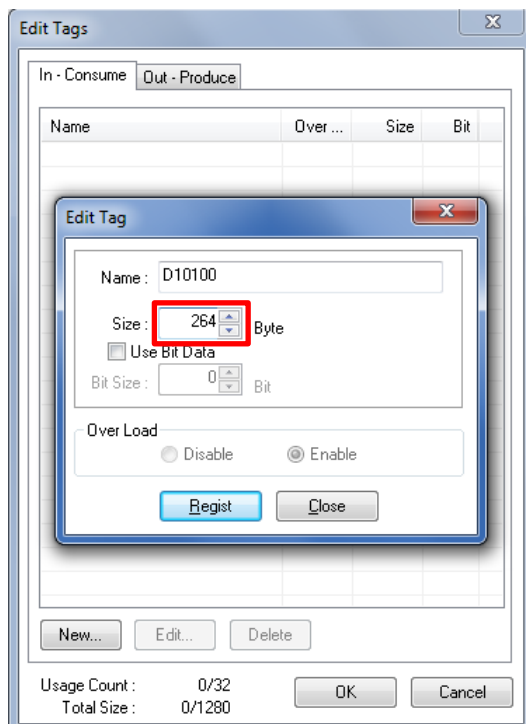 Edit Tags
In - Consume Out - Produce
Name Over ... Size Bit
Edit Tag
Name : D10100
Size : 264 Byte
Use Bit Data
Bit Size : 0 Bit
Over Load
Disable Enable
Regist Close
New... Edit... Delete
Usage Count : 0/32
Total Size : 0/1280
OK Cancel